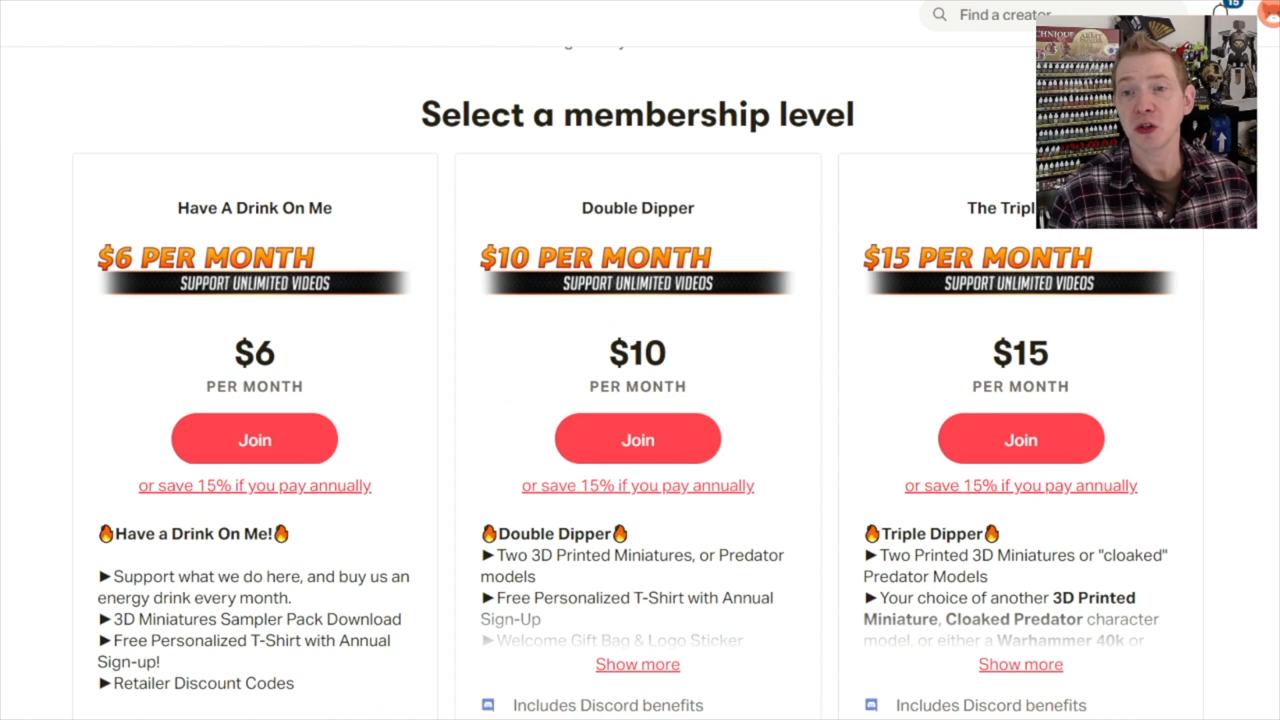 Find a creator
15
Select a membership level
Have A Drink On Me
$6 PER MONTH
SUPPORT UNLIMITED VIDEOS
$6
PER MONTH
Join
or save 15% if you pay annually
🔥Have a Drink On Me!🔥
►Support what we do here, and buy us an
energy drink every month.
►3D Miniatures Sampler Pack Download
►Free Personalized T-Shirt with Annual
Sign-up!
►Retailer Discount Codes
Double Dipper
$10 PER MONTH
SUPPORT UNLIMITED VIDEOS
$10
PER MONTH
Join
or save 15% if you pay annually
🔥Double Dipper🔥
►Two 3D Printed Miniatures, or Predator
models
►Free Personalized T-Shirt with Annual
Sign-Up
►Welcome Gift Bag & Logo Sticker
Show more
Includes Discord benefits
The Tripl
$15 PER MONTH
SUPPORT UNLIMITED VIDEOS
$15
PER MONTH
Join
or save 15% if you pay annually
🔥Triple Dipper🔥
►Two Printed 3D Miniatures or "cloaked"
Predator Models
►Your choice of another 3D Printed
Miniature, Cloaked Predator character
model, or either a Warhammer 40k or
Show more
Includes Discord benefits